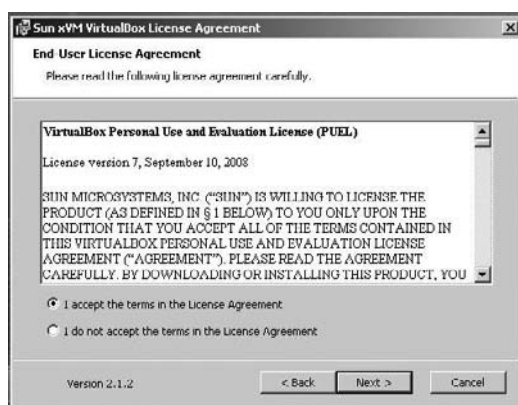 Sun xVM VirtualBox License Agreement
End-User License Agreement
Please read the following license agreement carefully.
VirtualBox Personal Use and Evaluation License (PUEL)
License version 7, September 10, 2008
SUN MICROSYSTEMS, INC. ("SUN") IS WILLING TO LICENSE THE
PRODUCT (AS DEFINED IN § 1 BELOW) TO YOU ONLY UPON THE
CONDITION THAT YOU ACCEPT ALL OF THE TERMS CONTAINED IN
THIS VIRTUALBOX PERSONAL USE AND EVALUATION LICENSE
AGREEMENT ("AGREEMENT"). PLEASE READ THE AGREEMENT
CAREFULLY. BY DOWNLOADING OR INSTALLING THIS PRODUCT, YOU
I accept the terms in the License Agreement
I do not accept the terms in the License Agreement
Version 2.1.2
< Back
Next >
Cancel